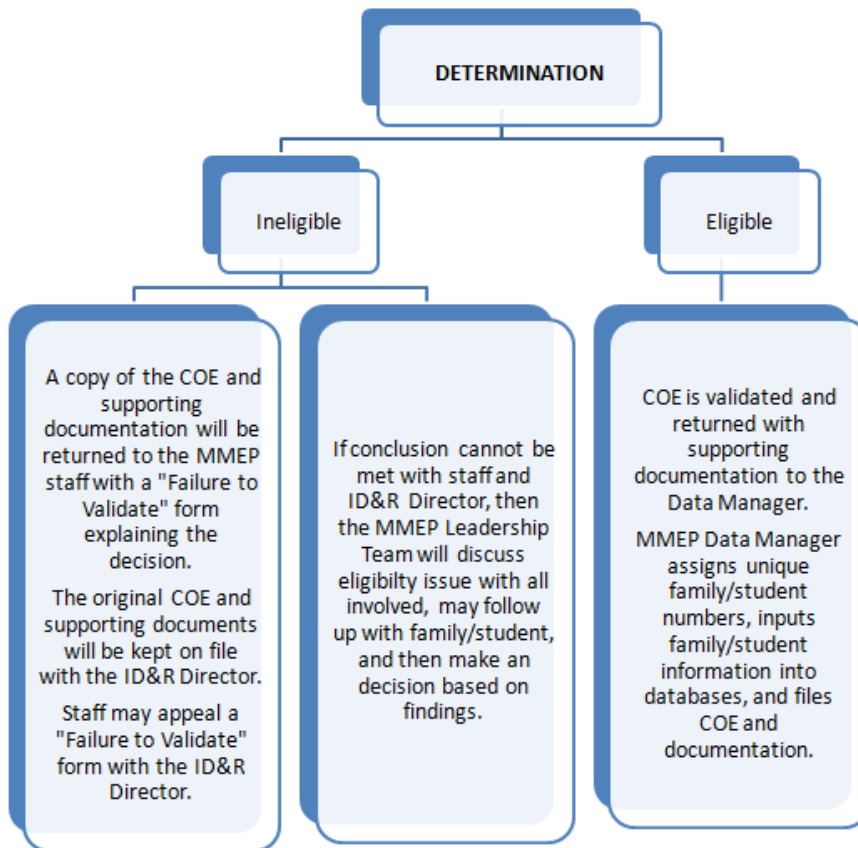 DETERMINATION
Ineligible
Eligible
A copy of the COE and
supporting
documentation will be
returned to the MMEP
staff with a "Failure to
Validate" form
explaining the
decision.
The original COE and
supporting documents
will be kept on file
with the ID&R Director.
Staff may appeal a
"Failure to Validate"
form with the ID&R
Director.
If conclusion cannot be
met with staff and
ID&R Director, then
the MMEP Leadership
Team will discuss
eligibilty issue with all
involved, may follow
up with family/student,
and then make an
decision based on
findings.
COE is validated and
returned with
supporting
documentation to the
Data Manager.
MMEP Data Manager
assigns unique
family/student
numbers, inputs
family/student
information into
databases, and files
COE and
documentation.